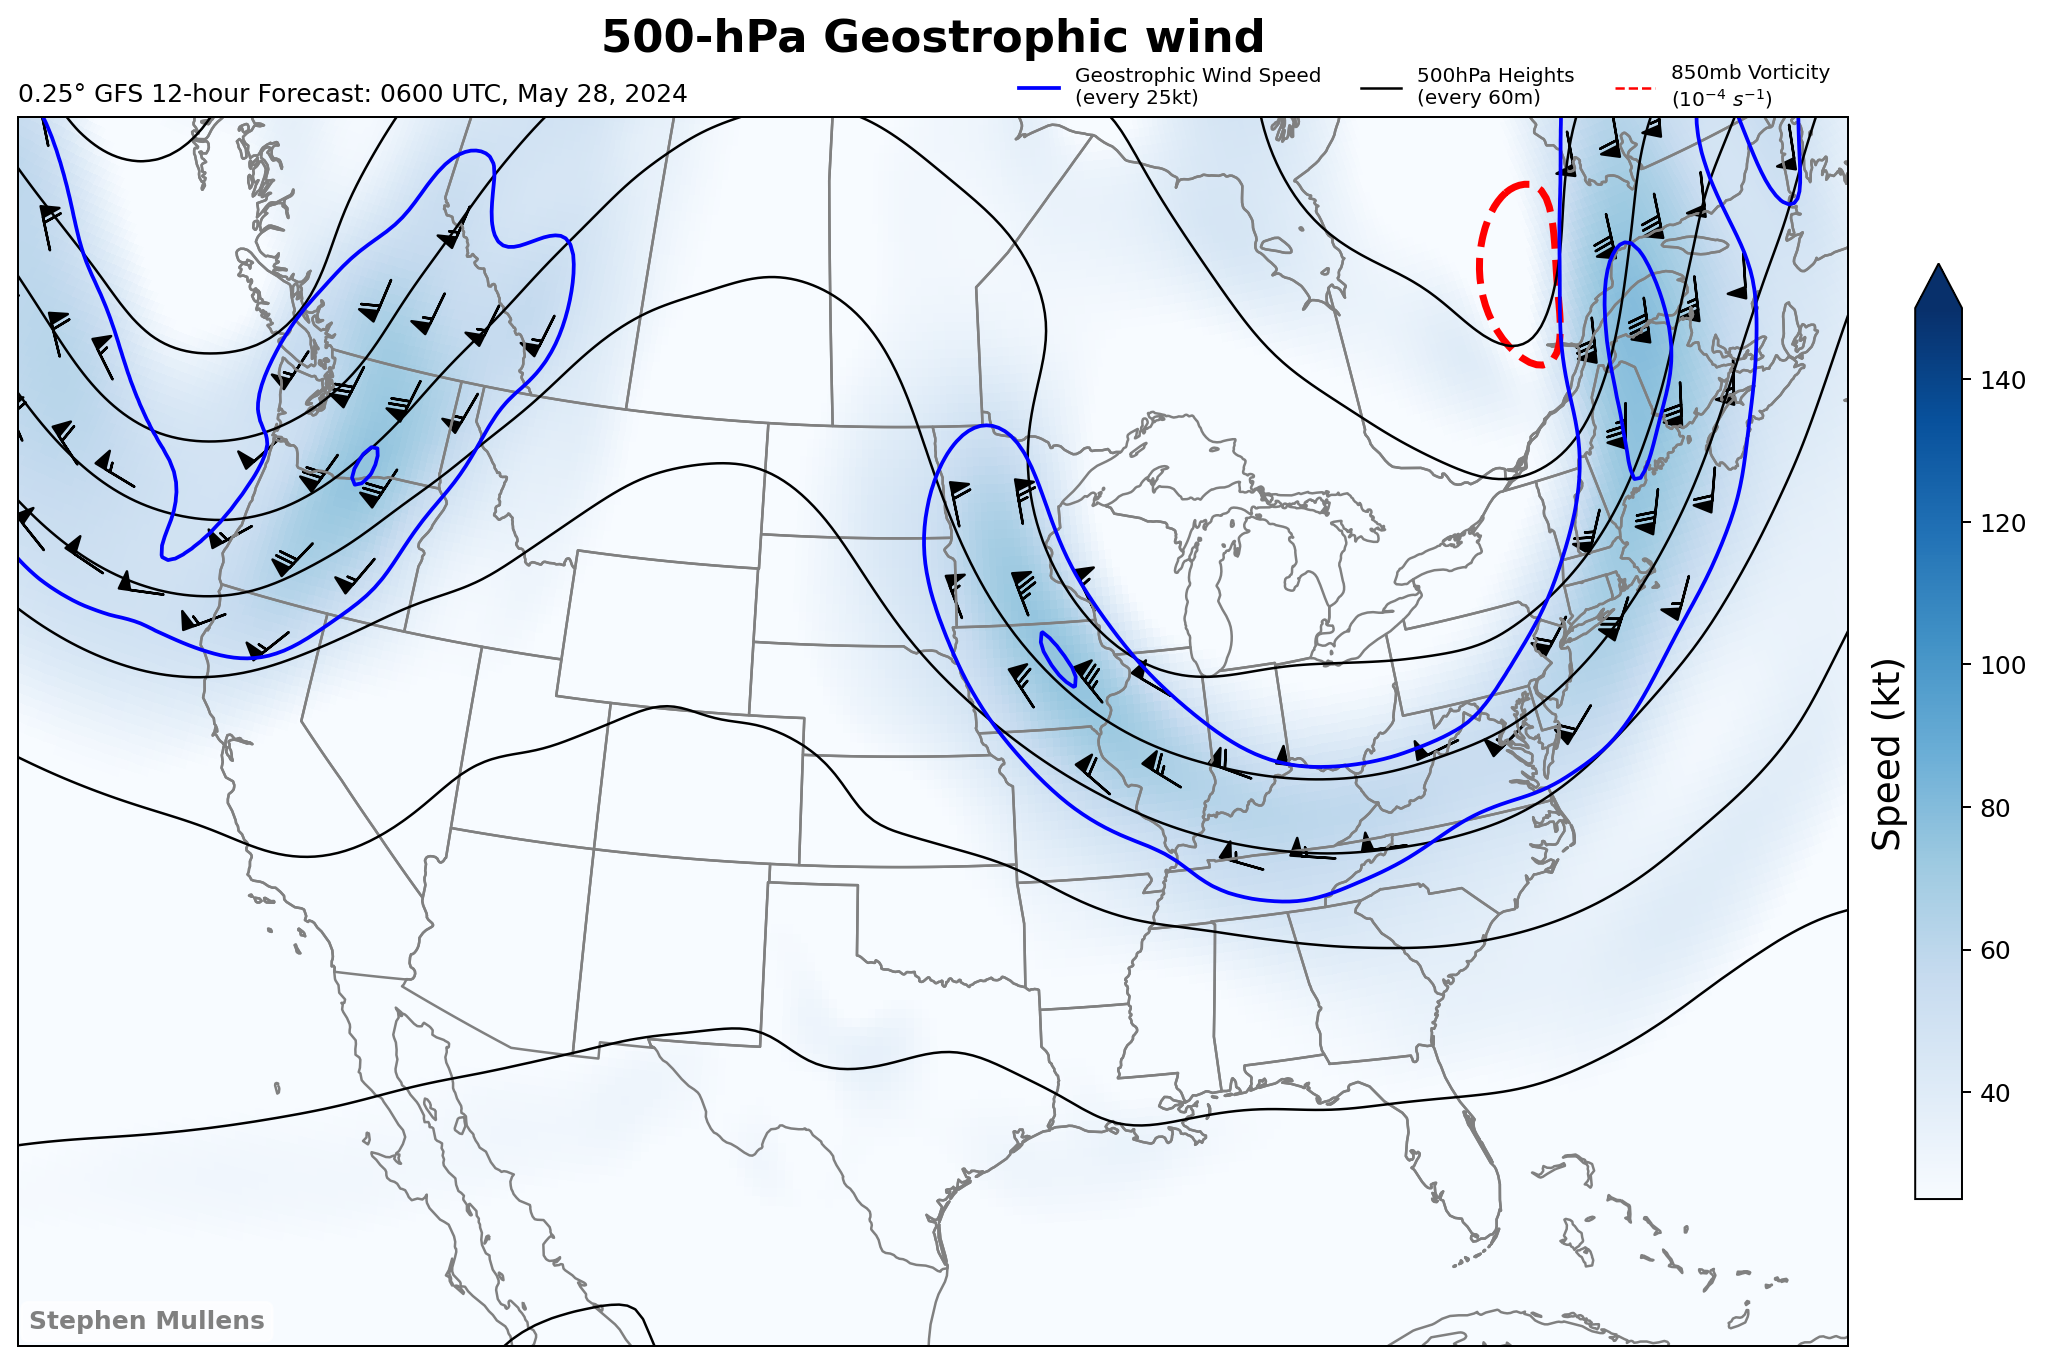 500-hPa Geostrophic wind
0.25° GFS 12-hour Forecast: 0600 UTC, May 28, 2024
Geostrophic Wind Speed
(every 25kt)
500hPa Heights
(every 60m)
850mb Vorticity
(10⁻⁴ s⁻¹)
140
120
100
80
60
40
Speed (kt)
Stephen Mullens